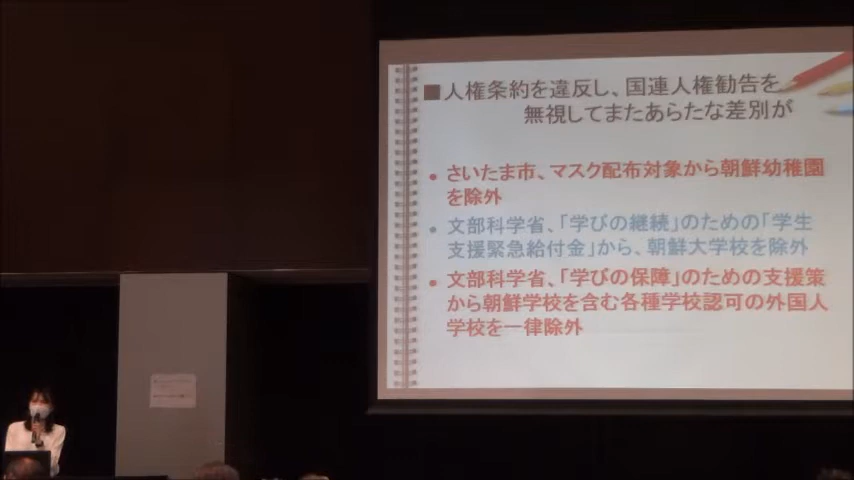 ■人権条約を違反し、国連人権勧告を
無視してまたあらたな差別が
• さいたま市、マスク配布対象から朝鮮幼稚園
を除外
• 文部科学省、「学びの継続」のための「学生
支援緊急給付金」から、朝鮮大学校を除外
• 文部科学省、「学びの保障」のための支援策
から朝鮮学校を含む各種学校認可の外国人
学校を一律除外